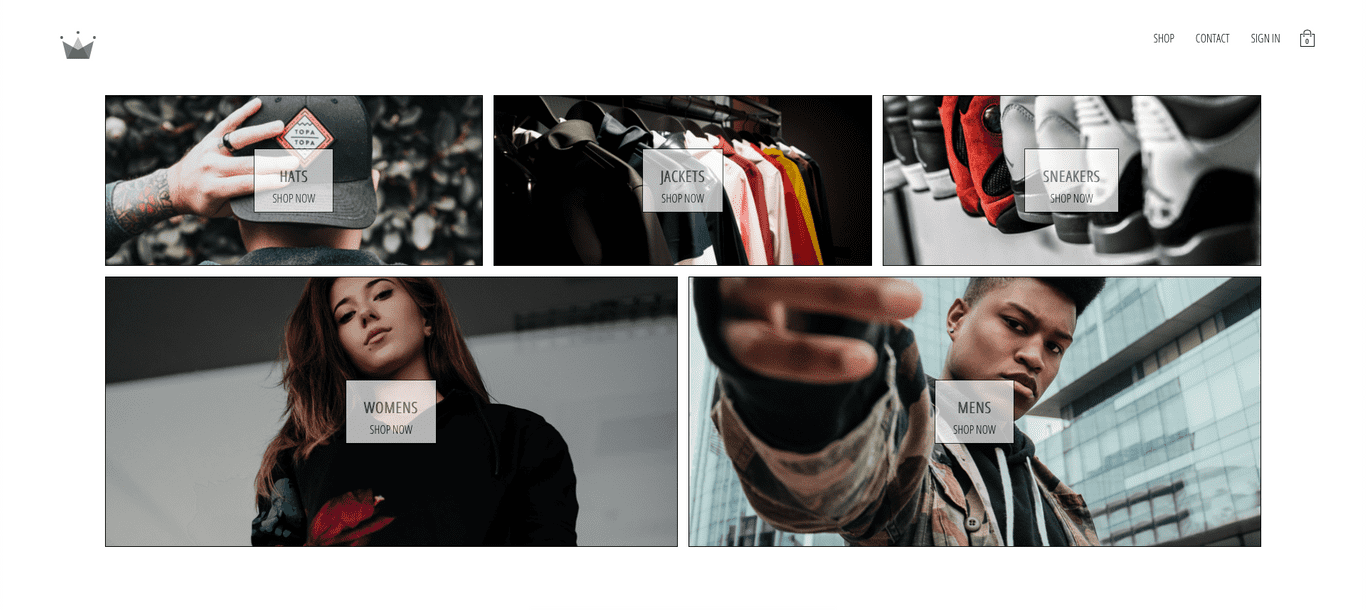 SHOP
CONTACT
SIGN IN
0
TOPA
TOPA
HATS
SHOP NOW
JACKETS
SHOP NOW
SNEAKERS
SHOP NOW
WOMENS
SHOP NOW
MENS
SHOP NOW